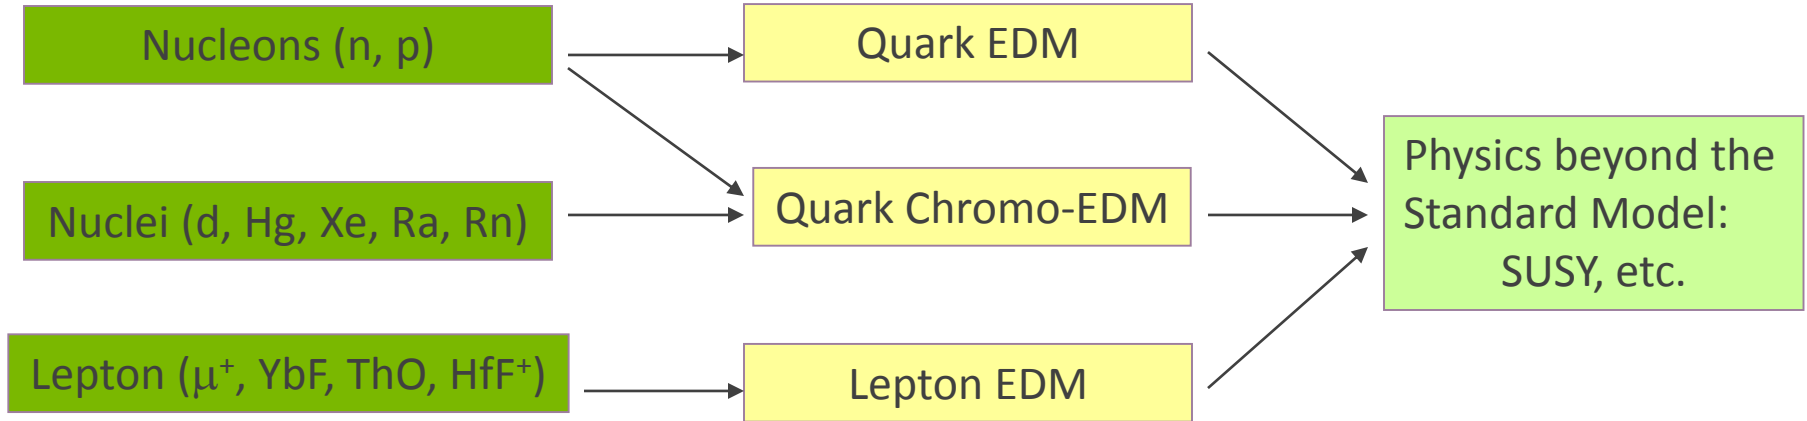 Nucleons (n, p)
Quark EDM
Physics beyond the
Standard Model:
SUSY, etc.
Nuclei (d, Hg, Xe, Ra, Rn)
Quark Chromo-EDM
Lepton (μ⁺, YbF, ThO, HfF⁺)
Lepton EDM